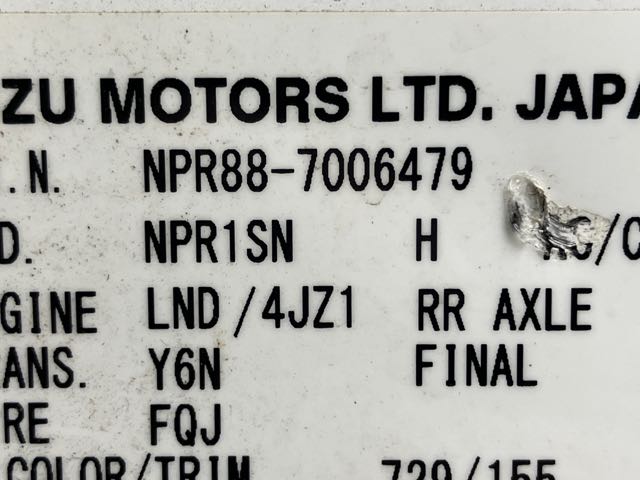 ZU MOTORS LTD. JAPA
.N. NPR88-7006479
D. NPR1SN H /C
GINE LND/4JZ1 RR AXLE
ANS. Y6N FINAL
RE FQJ
COLOR/TRIM 729/155